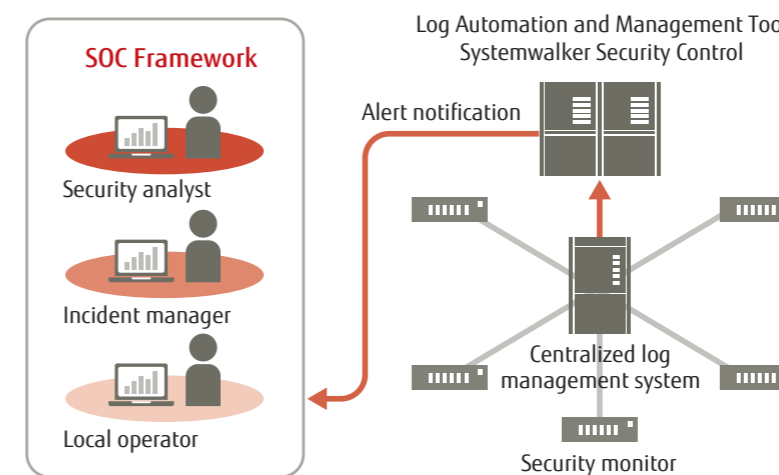 SOC Framework
Security analyst
Incident manager
Local operator
Alert notification
Log Automation and Management Too
Systemwalker Security Control
Centralized log
management system
Security monitor